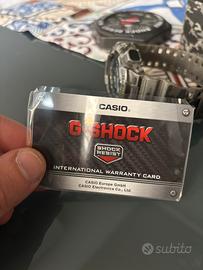 CASIO
G-SHOCK
SHOCK
RESIST
INTERNATIONAL WARRANTY CARD
CASIO Europe GmbH
CASIO Electronics Co., Ltd.
subito